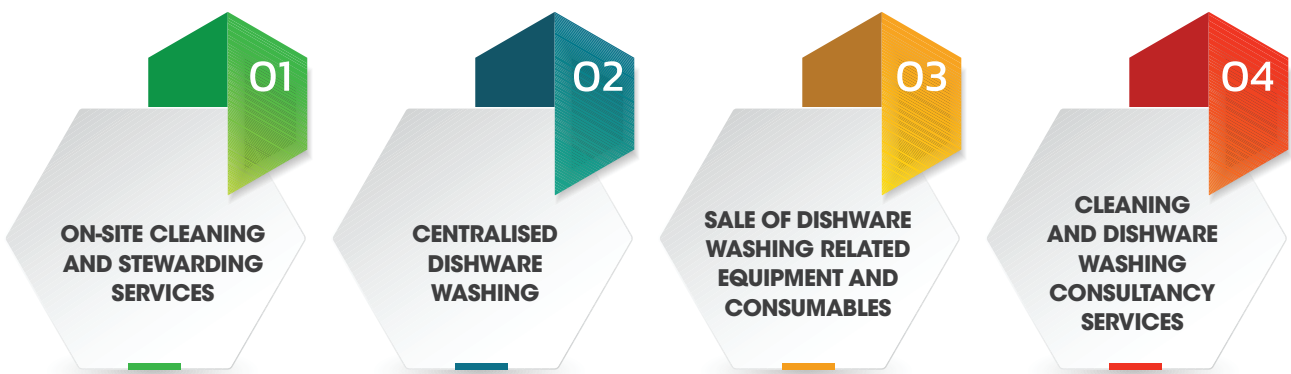 01
ON-SITE CLEANING
AND STEWARDING
SERVICES
02
CENTRALISED
DISHWARE
WASHING
03
SALE OF DISHWARE
WASHING RELATED
EQUIPMENT AND
CONSUMABLES
04
CLEANING
AND DISHWARE
WASHING
CONSULTANCY
SERVICES